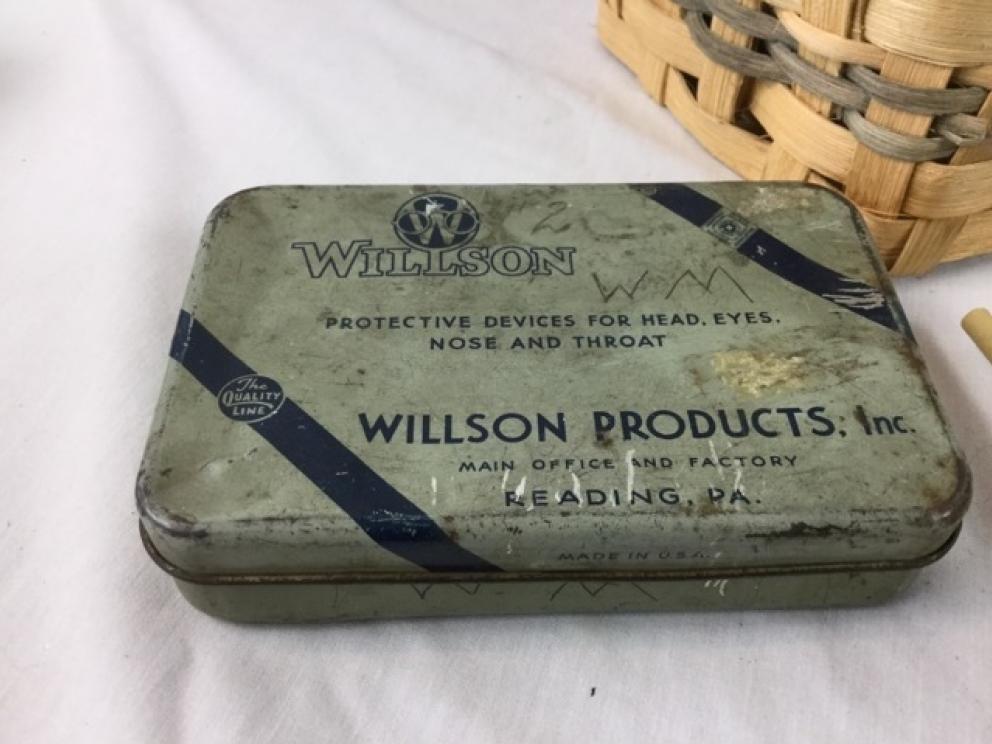 W
WILLSON
W M
PROTECTIVE DEVICES FOR HEAD, EYES,
NOSE AND THROAT
The
QUALITY
LINE
WILLSON PRODUCTS, Inc.
MAIN OFFICE AND FACTORY
READING, PA.
MADE IN U.S.A.
W M